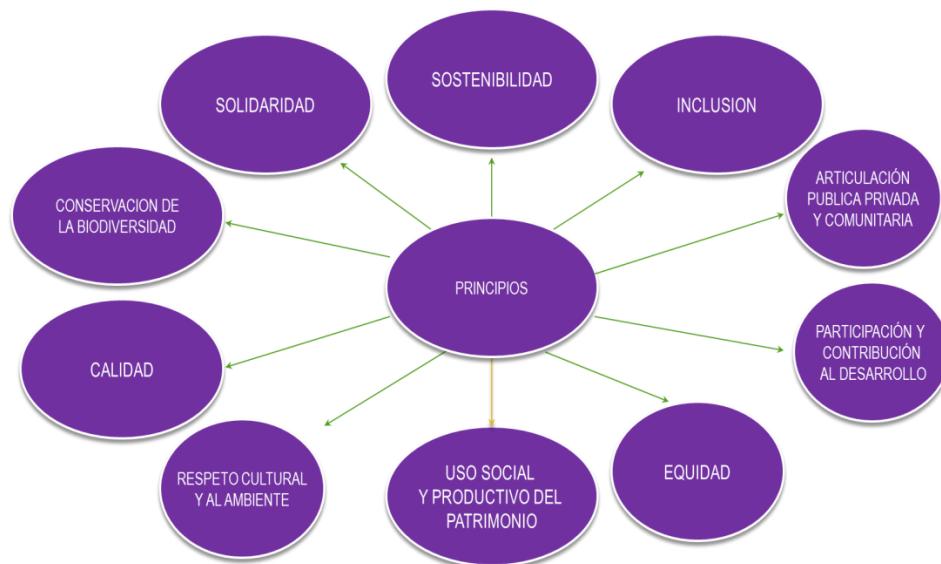 SOSTENIBILIDAD
SOLIDARIDAD
INCLUSION
CONSERVACION DE
LA BIODIVERSIDAD
ARTICULACIÓN
PUBLICA PRIVADA
Y COMUNITARIA
PRINCIPIOS
CALIDAD
PARTICIPACIÓN Y
CONTRIBUCIÓN
AL DESARROLLO
RESPETO CULTURAL
Y AL AMBIENTE
USO SOCIAL
Y PRODUCTIVO DEL
PATRIMONIO
EQUIDAD